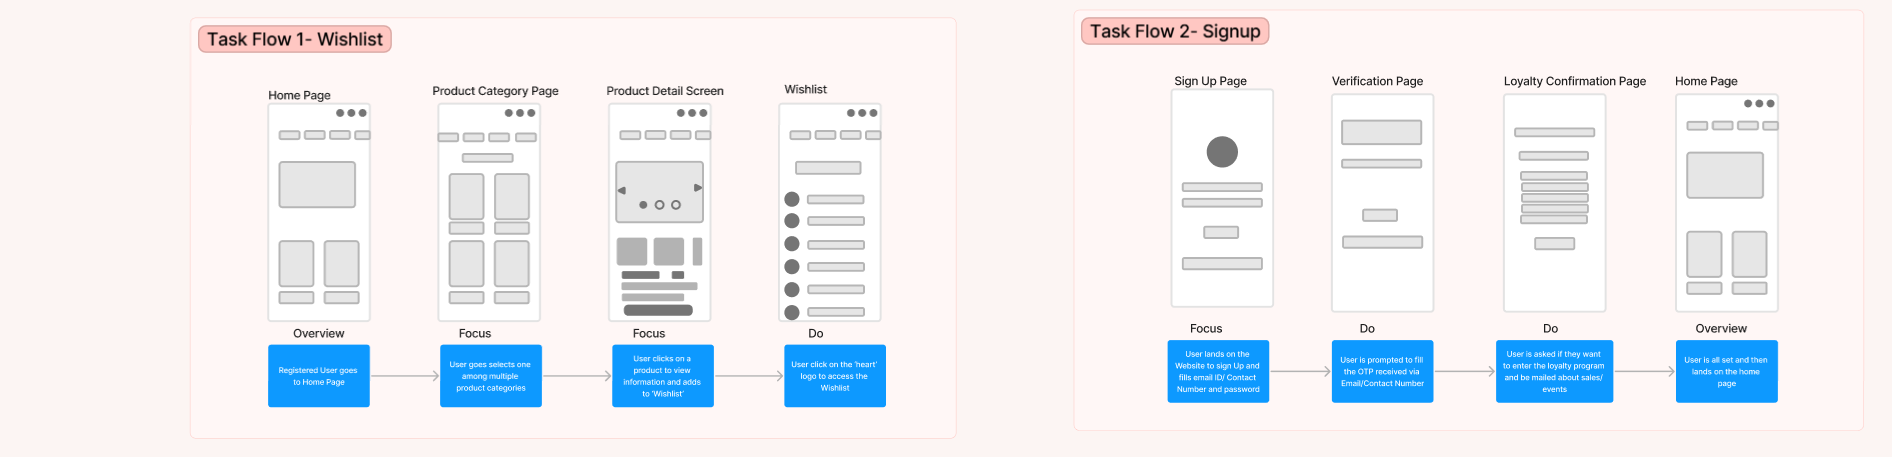 Task Flow 1- Wishlist
Home Page
Product Category Page
Product Detail Screen
Wishlist
Overview
Focus
Focus
Do
Registered User goes
to Home Page
User goes selects one
among multiple
product categories
User clicks on a
product to view
information and adds
to 'Wishlist'
User click on the 'heart'
logo to access the
Wishlist
Task Flow 2- Signup
Sign Up Page
Verification Page
Loyalty Confirmation Page
Home Page
Focus
Do
Do
Overview
User lands on the
Website to sign Up and
fills email ID/ Contact
Number and password
User is prompted to fill
the OTP received via
Email/Contact Number
User is asked if they want
to enter the loyalty program
and be mailed about sales/
events
User is all set and then
lands on the home
page